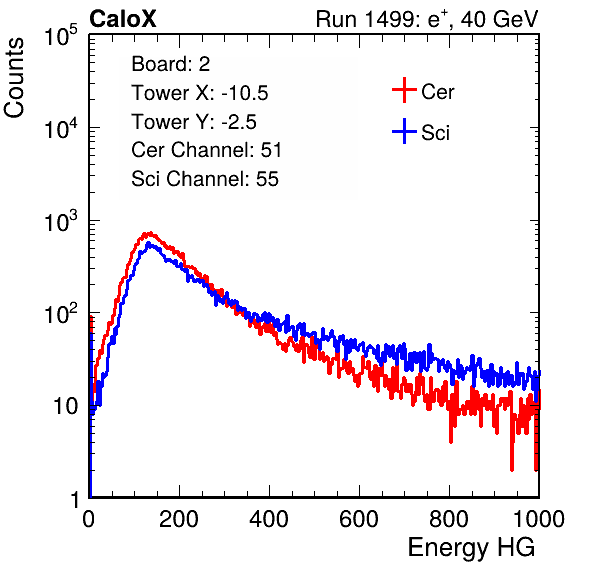 CaloX Run 1499: e⁺, 40 GeV
Counts
10⁵
10⁴
10³
10²
10
1
Board: 2
Tower X: -10.5
Tower Y: -2.5
Cer Channel: 51
Sci Channel: 55
Cer
Sci
0 200 400 600 800 1000
Energy HG